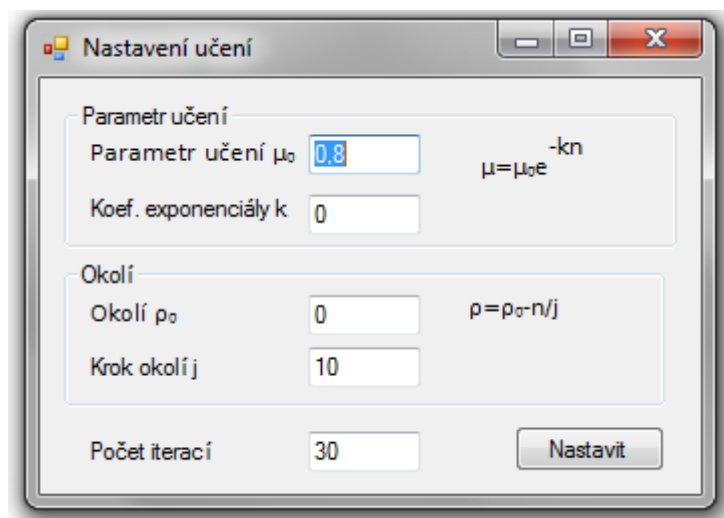 Nastavení učení
Parametr učení
Parametr učení μ₀ 0,8 μ=μ₀e^-kn
Koef. exponenciály k 0
Okolí
Okolí ρ₀ 0 ρ=ρ₀-n/j
Krok okolí j 10
Počet iterací 30 Nastavit